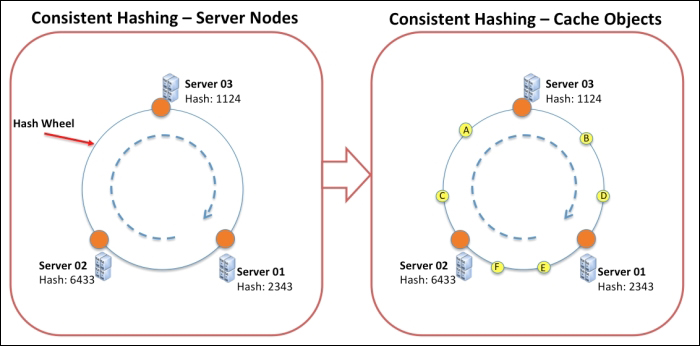 Consistent Hashing – Server Nodes
Server 03
Hash: 1124
Hash Wheel
Server 02
Hash: 6433
Server 01
Hash: 2343
Consistent Hashing – Cache Objects
Server 03
Hash: 1124
A
B
C
D
Server 02
Hash: 6433
F
E
Server 01
Hash: 2343